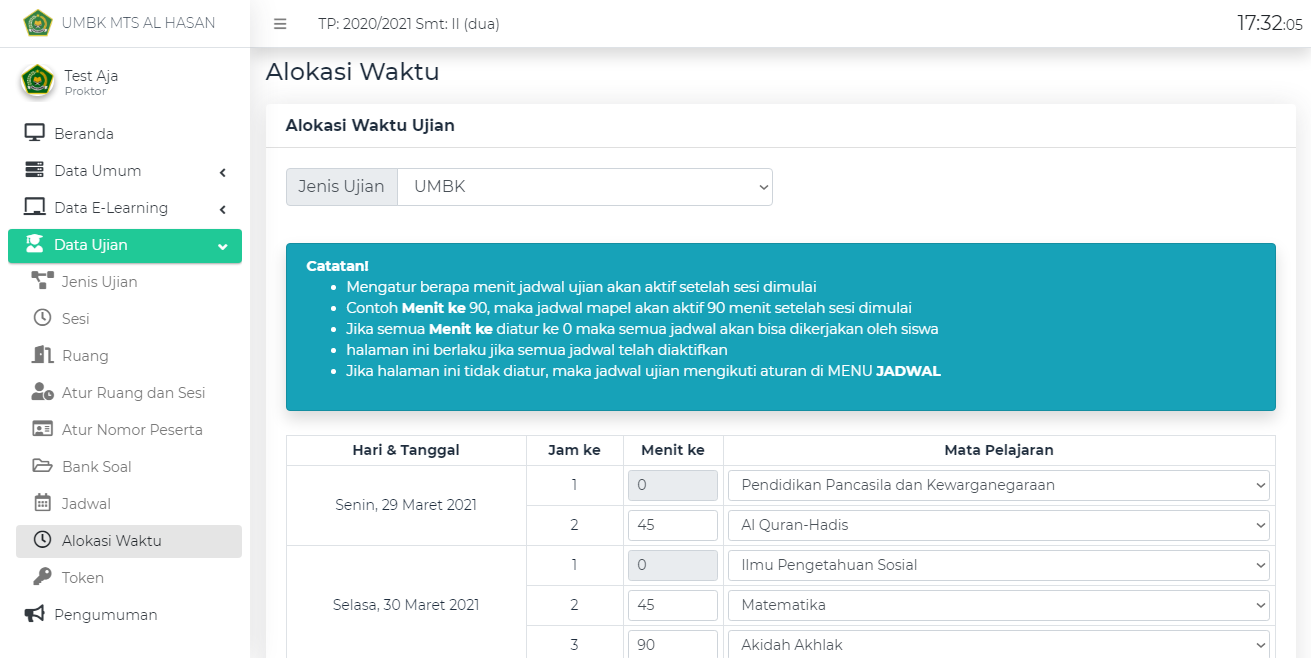 UMBK MTS AL HASAN
TP: 2020/2021 Smt: II (dua)
17:32:05
Test Aja
Proktor
Beranda
Data Umum
Data E-Learning
Data Ujian
Jenis Ujian
Sesi
Ruang
Atur Ruang dan Sesi
Atur Nomor Peserta
Bank Soal
Jadwal
Alokasi Waktu
Token
Pengumuman
Alokasi Waktu
Alokasi Waktu Ujian
Jenis Ujian UMBK
Catatan!
• Mengatur berapa menit jadwal ujian akan aktif setelah sesi dimulai
• Contoh Menit ke 90, maka jadwal mapel akan aktif 90 menit setelah sesi dimulai
• Jika semua Menit ke diatur ke 0 maka semua jadwal akan bisa dikerjakan oleh siswa
• halaman ini berlaku jika semua jadwal telah diaktifkan
• Jika halaman ini tidak diatur, maka jadwal ujian mengikuti aturan di MENU JADWAL
Hari & Tanggal Jam ke Menit ke Mata Pelajaran
Senin, 29 Maret 2021
1 0 Pendidikan Pancasila dan Kewarganegaraan
2 45 Al Quran-Hadis
Selasa, 30 Maret 2021
1 0 Ilmu Pengetahuan Sosial
2 45 Matematika
3 90 Akidah Akhlak